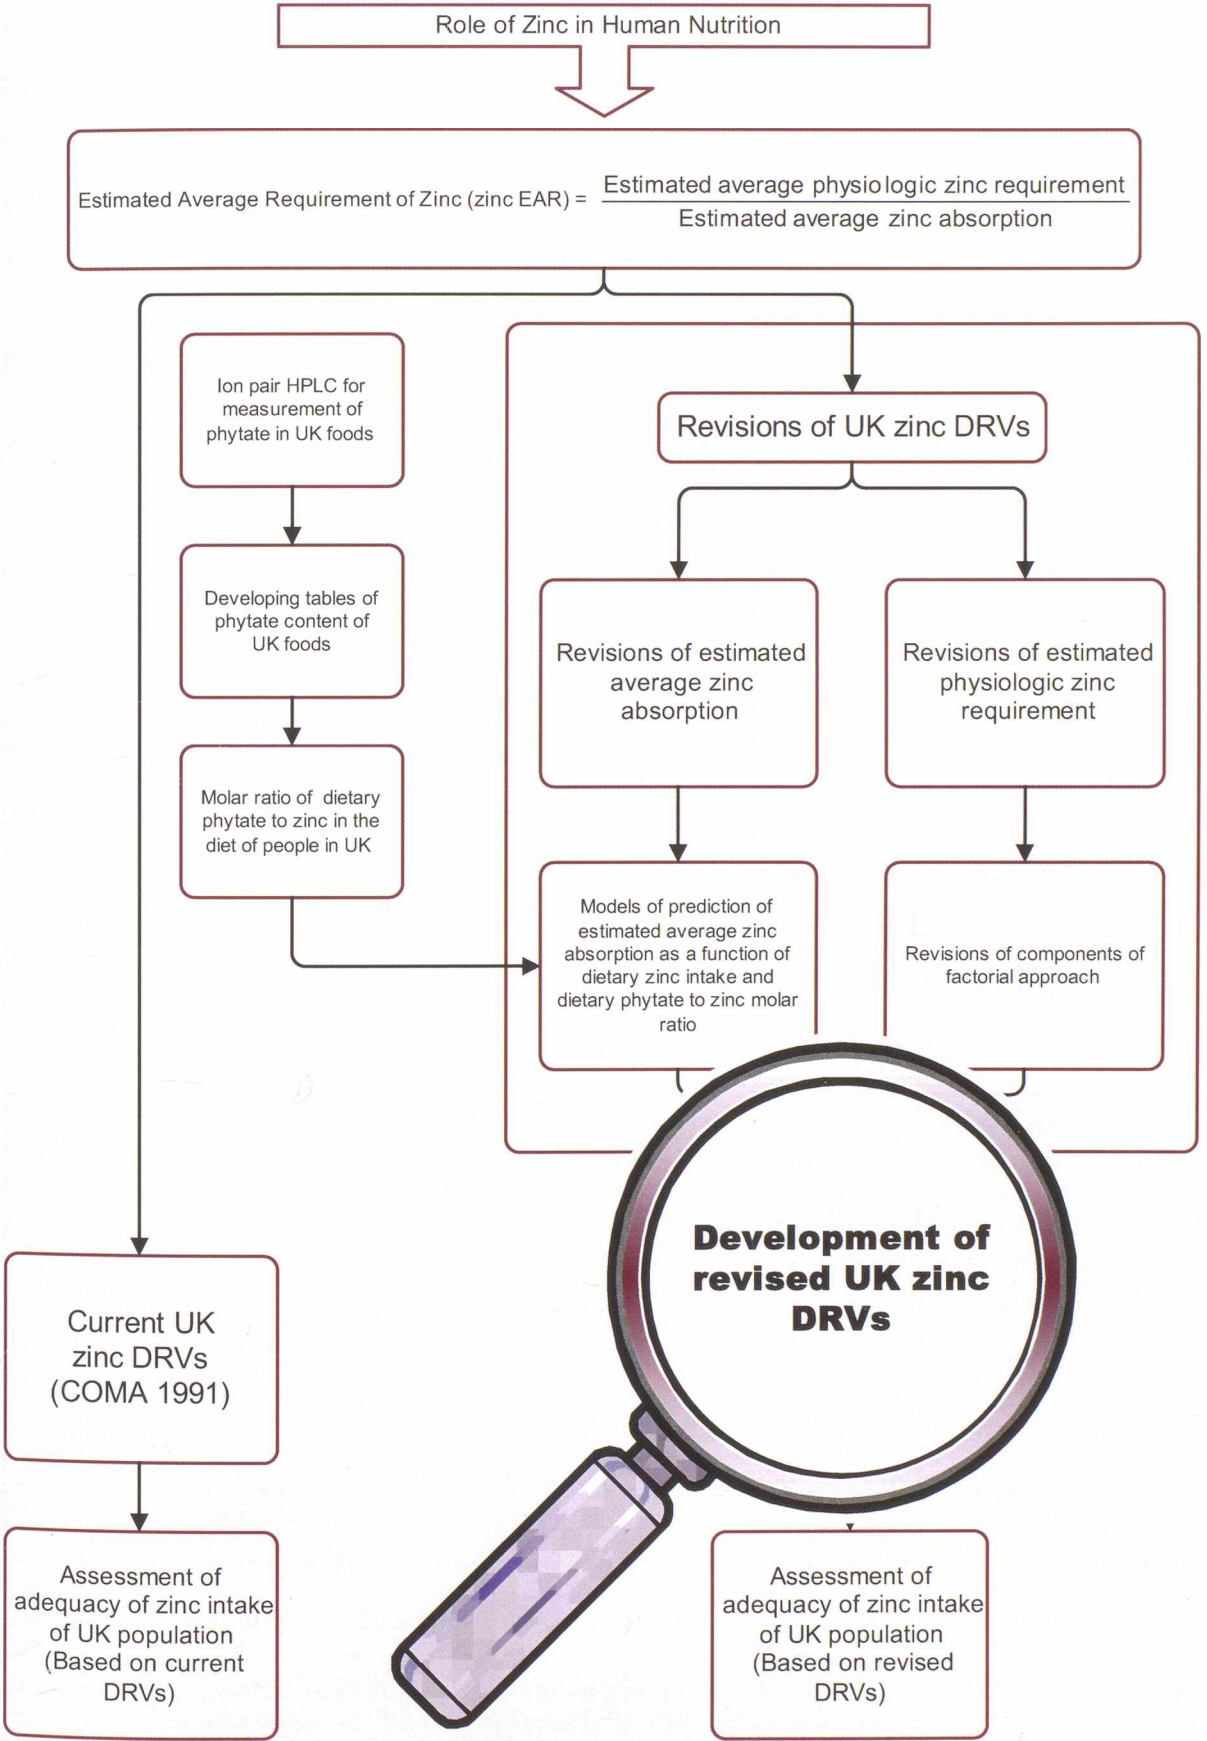 Role of Zinc in Human Nutrition
Estimated Average Requirement of Zinc (zinc EAR) =
Estimated average physiologic zinc requirement
Estimated average zinc absorption
Ion pair HPLC for
measurement of
phytate in UK foods
Developing tables of
phytate content of
UK foods
Molar ratio of dietary
phytate to zinc in the
diet of people in UK
Revisions of UK zinc DRVs
Revisions of estimated
average zinc
absorption
Revisions of estimated
physiologic zinc
requirement
Models of prediction of
estimated average zinc
absorption as a function of
dietary zinc intake and
dietary phytate to zinc molar
ratio
Revisions of components of
factorial approach
Development of
revised UK zinc
DRVs
Current UK
zinc DRVs
(COMA 1991)
Assessment of
adequacy of zinc intake
of UK population
(Based on current
DRVs)
Assessment of
adequacy of zinc intake
of UK population
(Based on revised
DRVs)